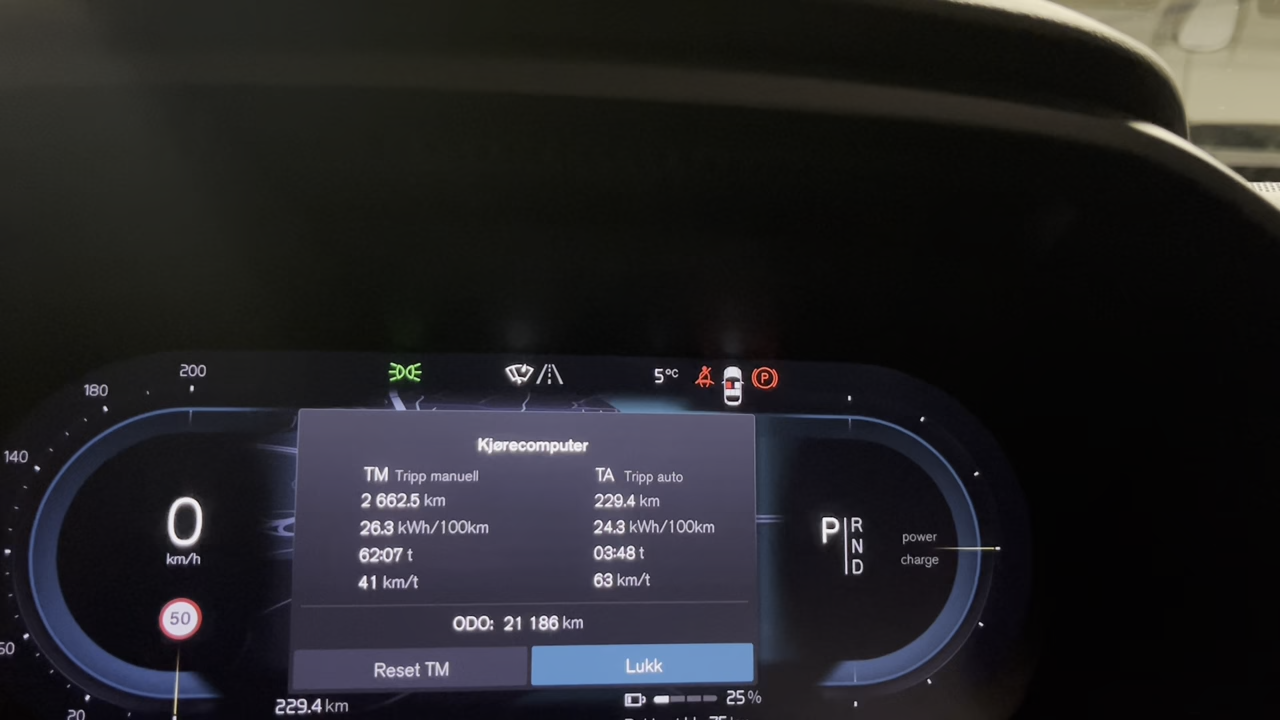 200
180
140
5°C
P
Kjørecomputer
TM Tripp manuell
2 662.5 km
26.3 kWh/100km
62:07 t
41 km/t
TA Tripp auto
229.4 km
24.3 kWh/100km
03:48 t
63 km/t
ODO: 21 186 km
Reset TM
Lukk
0
km/h
50
20
P
R
N
D
power
charge
229.4 km
25%